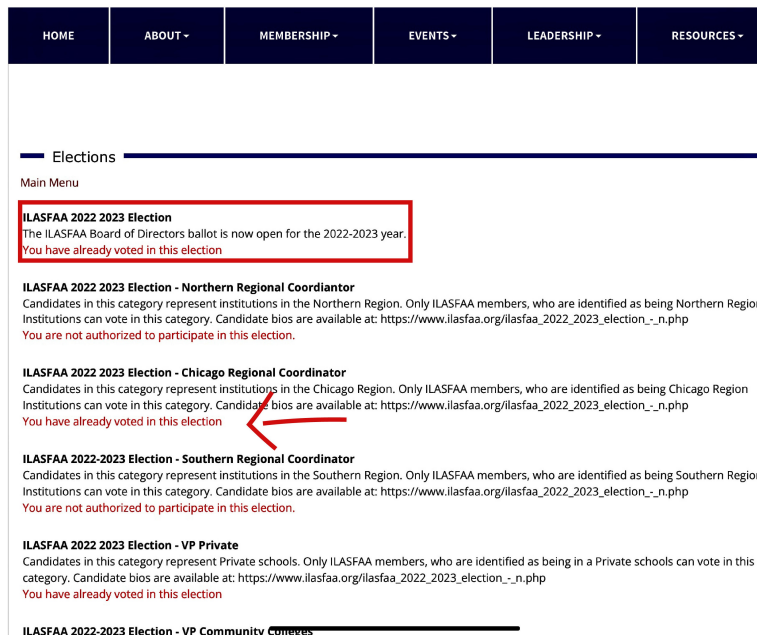 HOME ABOUT MEMBERSHIP EVENTS LEADERSHIP RESOURCES
Elections
Main Menu
ILASFAA 2022 2023 Election
The ILASFAA Board of Directors ballot is now open for the 2022-2023 year.
You have already voted in this election
ILASFAA 2022 2023 Election - Northern Regional Coordiantor
Candidates in this category represent institutions in the Northern Region. Only ILASFAA members, who are identified as being Northern Regio
Institutions can vote in this category. Candidate bios are available at: https://www.ilasfaa.org/ilasfaa_2022_2023_election_-_n.php
You are not authorized to participate in this election.
ILASFAA 2022 2023 Election - Chicago Regional Coordinator
Candidates in this category represent institutions in the Chicago Region. Only ILASFAA members, who are identified as being Chicago Region
Institutions can vote in this category. Candidate bios are available at: https://www.ilasfaa.org/ilasfaa_2022_2023_election_-_n.php
You have already voted in this election
ILASFAA 2022-2023 Election - Southern Regional Coordinator
Candidates in this category represent institutions in the Southern Region. Only ILASFAA members, who are identified as being Southern Regio
Institutions can vote in this category. Candidate bios are available at: https://www.ilasfaa.org/ilasfaa_2022_2023_election_-_n.php
You are not authorized to participate in this election.
ILASFAA 2022 2023 Election - VP Private
Candidates in this category represent Private schools. Only ILASFAA members, who are identified as being in a Private schools can vote in this
category. Candidate bios are available at: https://www.ilasfaa.org/ilasfaa_2022_2023_election_-_n.php
You have already voted in this election
ILASFAA 2022-2023 Election - VP Community Colleges